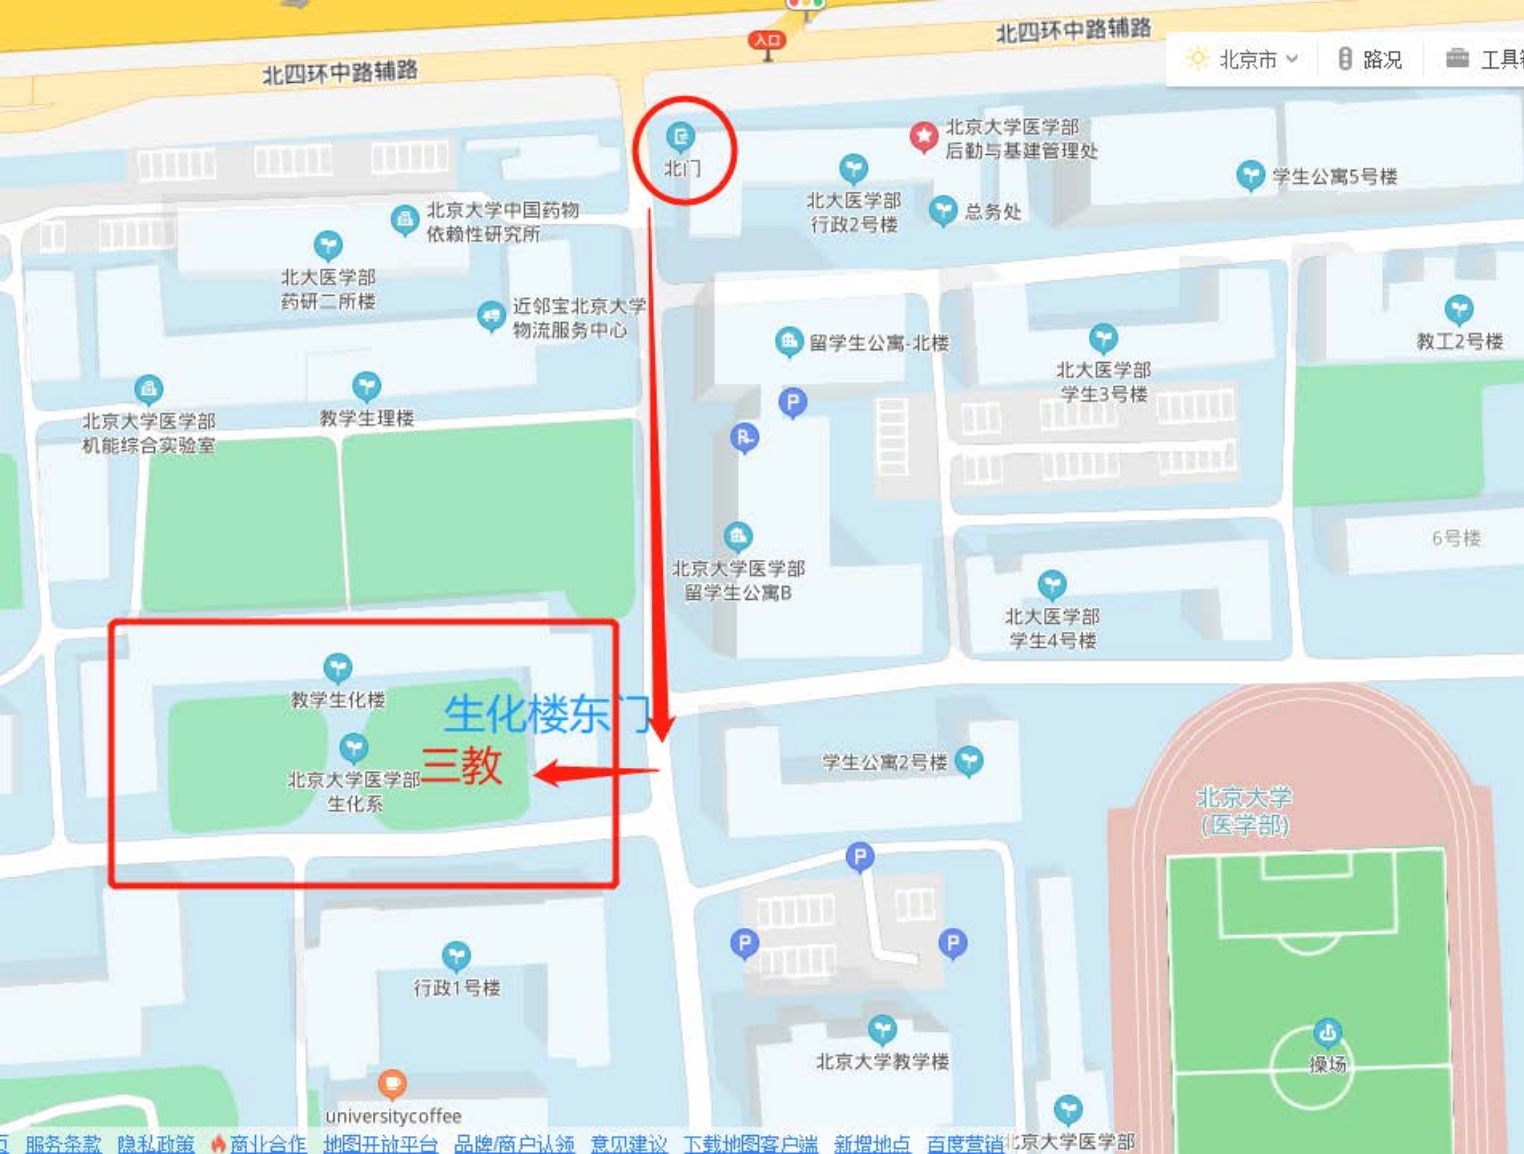 入口
北四环中路辅路
北四环中路辅路
北京市
路况
工具
北门
北京大学医学部
后勤与基建管理处
北大医学部
行政2号楼
总务处
学生公寓5号楼
北京大学中国药物
依赖性研究所
北大医学部
药研二所楼
近邻宝北京大学
物流服务中心
留学生公寓-北楼
北大医学部
学生3号楼
教工2号楼
北京大学医学部
机能综合实验室
教学生理楼
P
P
6号楼
北京大学医学部
留学生公寓B
北大医学部
学生4号楼
教学生化楼
生化楼东门
三教
北京大学医学部
生化系
学生公寓2号楼
北京大学
(医学部)
P
P
P
行政1号楼
北京大学教学楼
操场
universitycoffee
服务条款 隐私政策 商业合作 地图开放平台 品牌/商户认领 意见建议 下载地图客户端 新增地点 百度营销
北京大学医学部